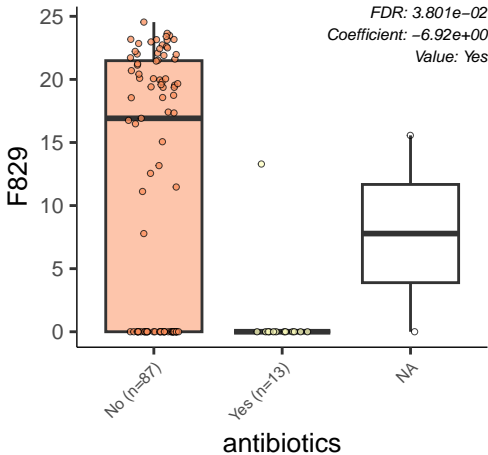 FDR: 3.801e−02
Coefficient: −6.92e+00
Value: Yes
25
20
15
10
5
0
F829
No (n=87)
Yes (n=13)
NA
antibiotics